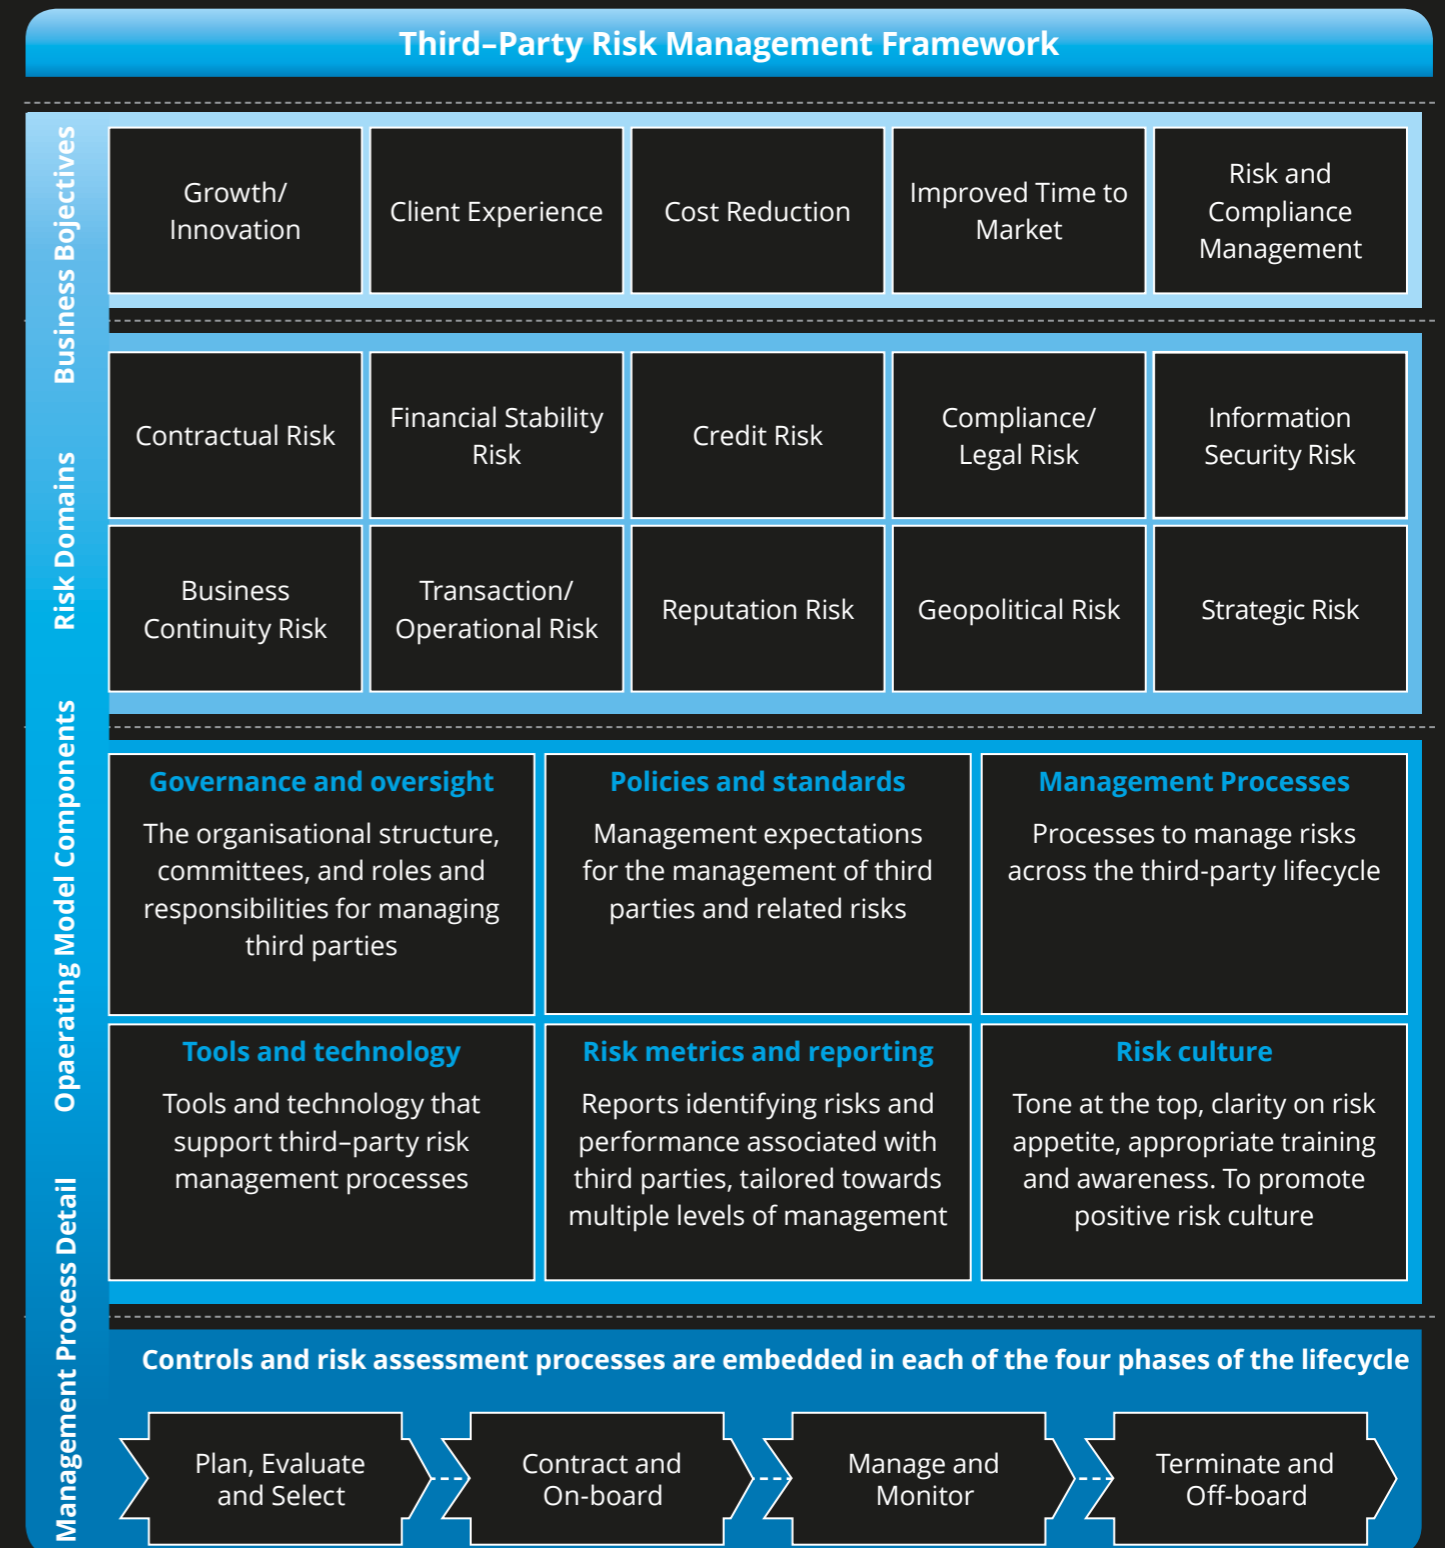 Third–Party Risk Management Framework
Business Bojectives
Growth/
Innovation
Client Experience
Cost Reduction
Improved Time to
Market
Risk and
Compliance
Management
Risk Domains
Contractual Risk
Financial Stability
Risk
Credit Risk
Compliance/
Legal Risk
Information
Security Risk
Business
Continuity Risk
Transaction/
Operational Risk
Reputation Risk
Geopolitical Risk
Strategic Risk
Opaerating Model Components
Governance and oversight
The organisational structure,
committees, and roles and
responsibilities for managing
third parties
Policies and standards
Management expectations
for the management of third
parties and related risks
Management Processes
Processes to manage risks
across the third-party lifecycle
Tools and technology
Tools and technology that
support third–party risk
management processes
Risk metrics and reporting
Reports identifying risks and
performance associated with
third parties, tailored towards
multiple levels of management
Risk culture
Tone at the top, clarity on risk
appetite, appropriate training
and awareness. To promote
positive risk culture
Management Process Detail
Controls and risk assessment processes are embedded in each of the four phases of the lifecycle
Plan, Evaluate
and Select
Contract and
On-board
Manage and
Monitor
Terminate and
Off-board